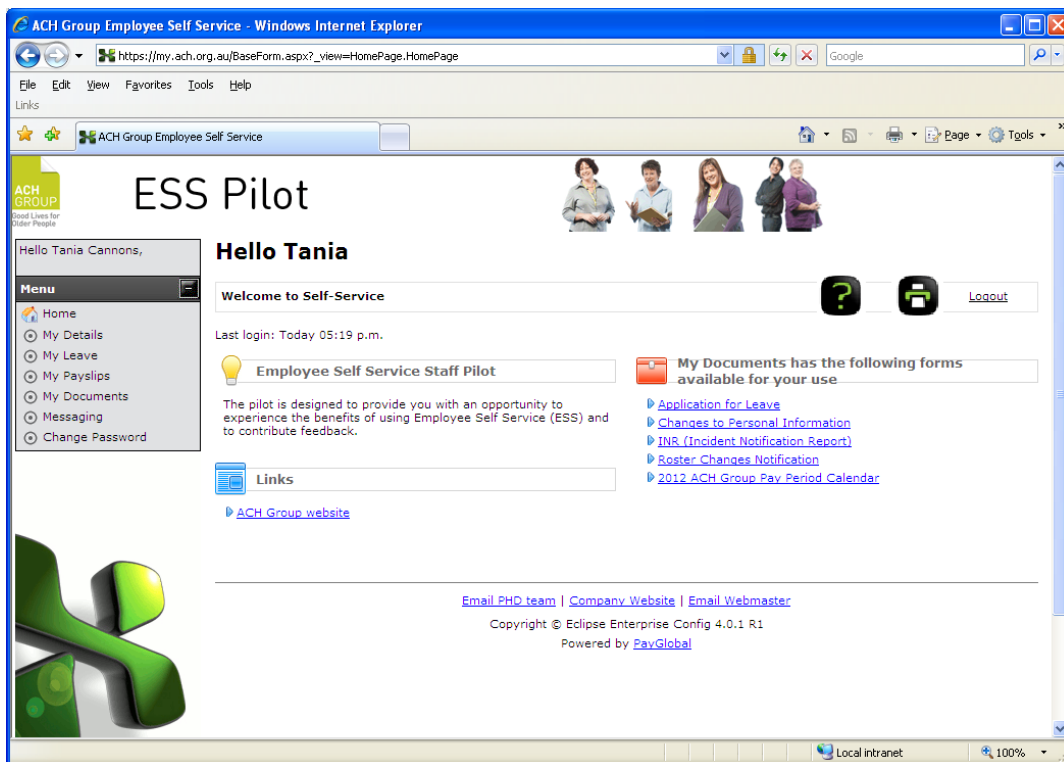 ACH Group Employee Self Service - Windows Internet Explorer
https://my.ach.org.au/BaseForm.aspx?_view=HomePage.HomePage
Google
File Edit View Favorites Tools Help
Links
ACH Group Employee Self Service
Page
Tools
ACH
GROUP
Good Lives for
Older People
ESS Pilot
Hello Tania Cannons,
Menu
Home
My Details
My Leave
My Payslips
My Documents
Messaging
Change Password
Hello Tania
Welcome to Self-Service
?
Logout
Last login: Today 05:19 p.m.
Employee Self Service Staff Pilot
The pilot is designed to provide you with an opportunity to
experience the benefits of using Employee Self Service (ESS) and
to contribute feedback.
Links
ACH Group website
My Documents has the following forms
available for your use
Application for Leave
Changes to Personal Information
INR (Incident Notification Report)
Roster Changes Notification
2012 ACH Group Pay Period Calendar
Email PHD team | Company Website | Email Webmaster
Copyright © Eclipse Enterprise Config 4.0.1 R1
Powered by PayGlobal
Local intranet
100%